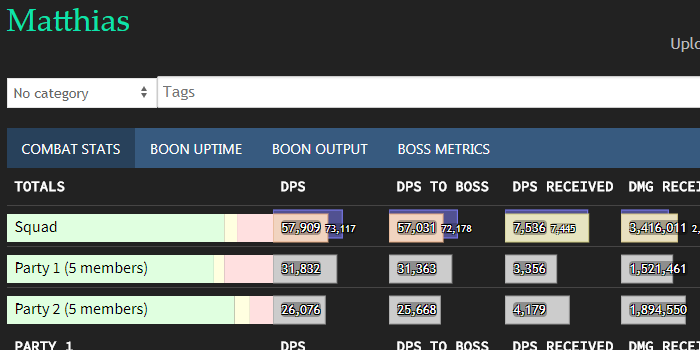 Matthias
Uplo
No category Tags
COMBAT STATS BOON UPTIME BOON OUTPUT BOSS METRICS
TOTALS DPS DPS TO BOSS DPS RECEIVED DMG RECEI
Squad 57,909 73,117 57,031 72,178 7,536 7,445 3,416,011 2,
Party 1 (5 members) 31,832 31,363 3,356 1,521,461
Party 2 (5 members) 26,076 25,668 4,179 1,894,550
PARTY 1 DPS DPS TO BOSS DPS RECEIVED DMG RECEI